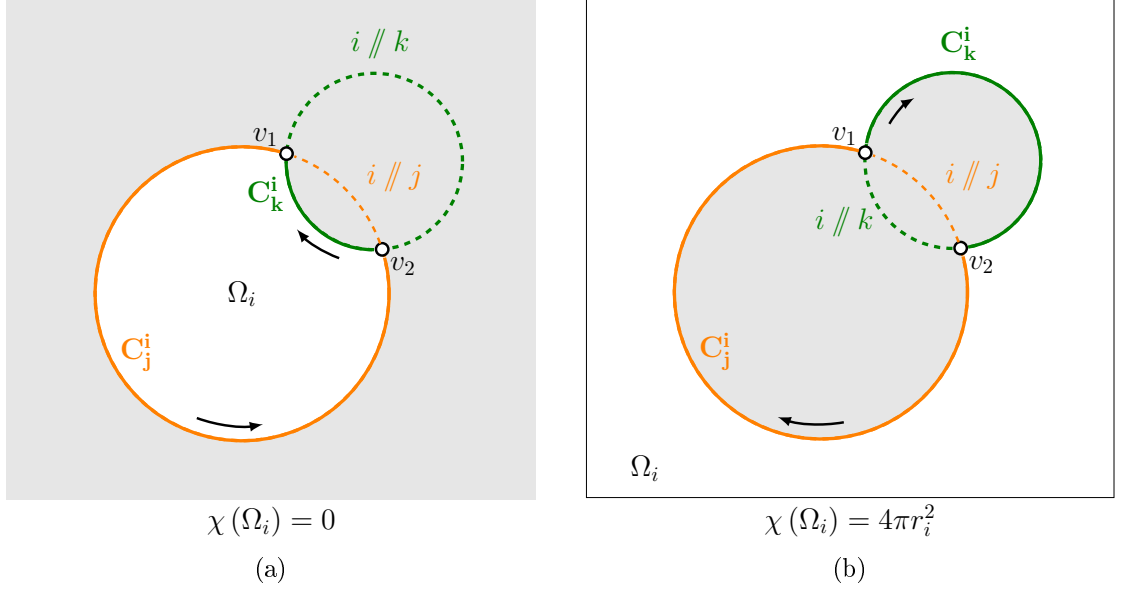 i ∦ k
v₁
i ∦ j
C_k^i
v₂
Ω_i
C_j^i
χ (Ω_i) = 0
(a)
C_k^i
v₁
i ∦ j
i ∦ k
v₂
C_j^i
Ω_i
χ (Ω_i) = 4πr_i^2
(b)